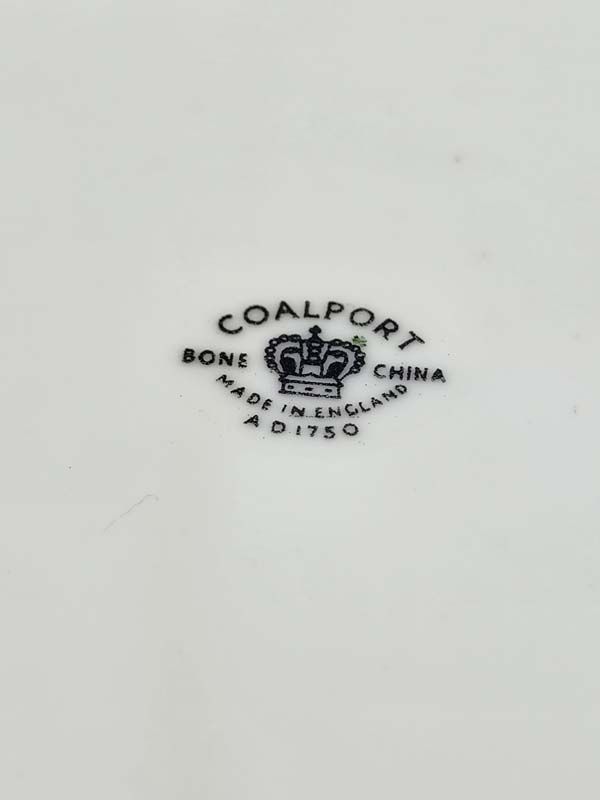 COALPORT
BONE CHINA
MADE IN ENGLAND
A D 1750